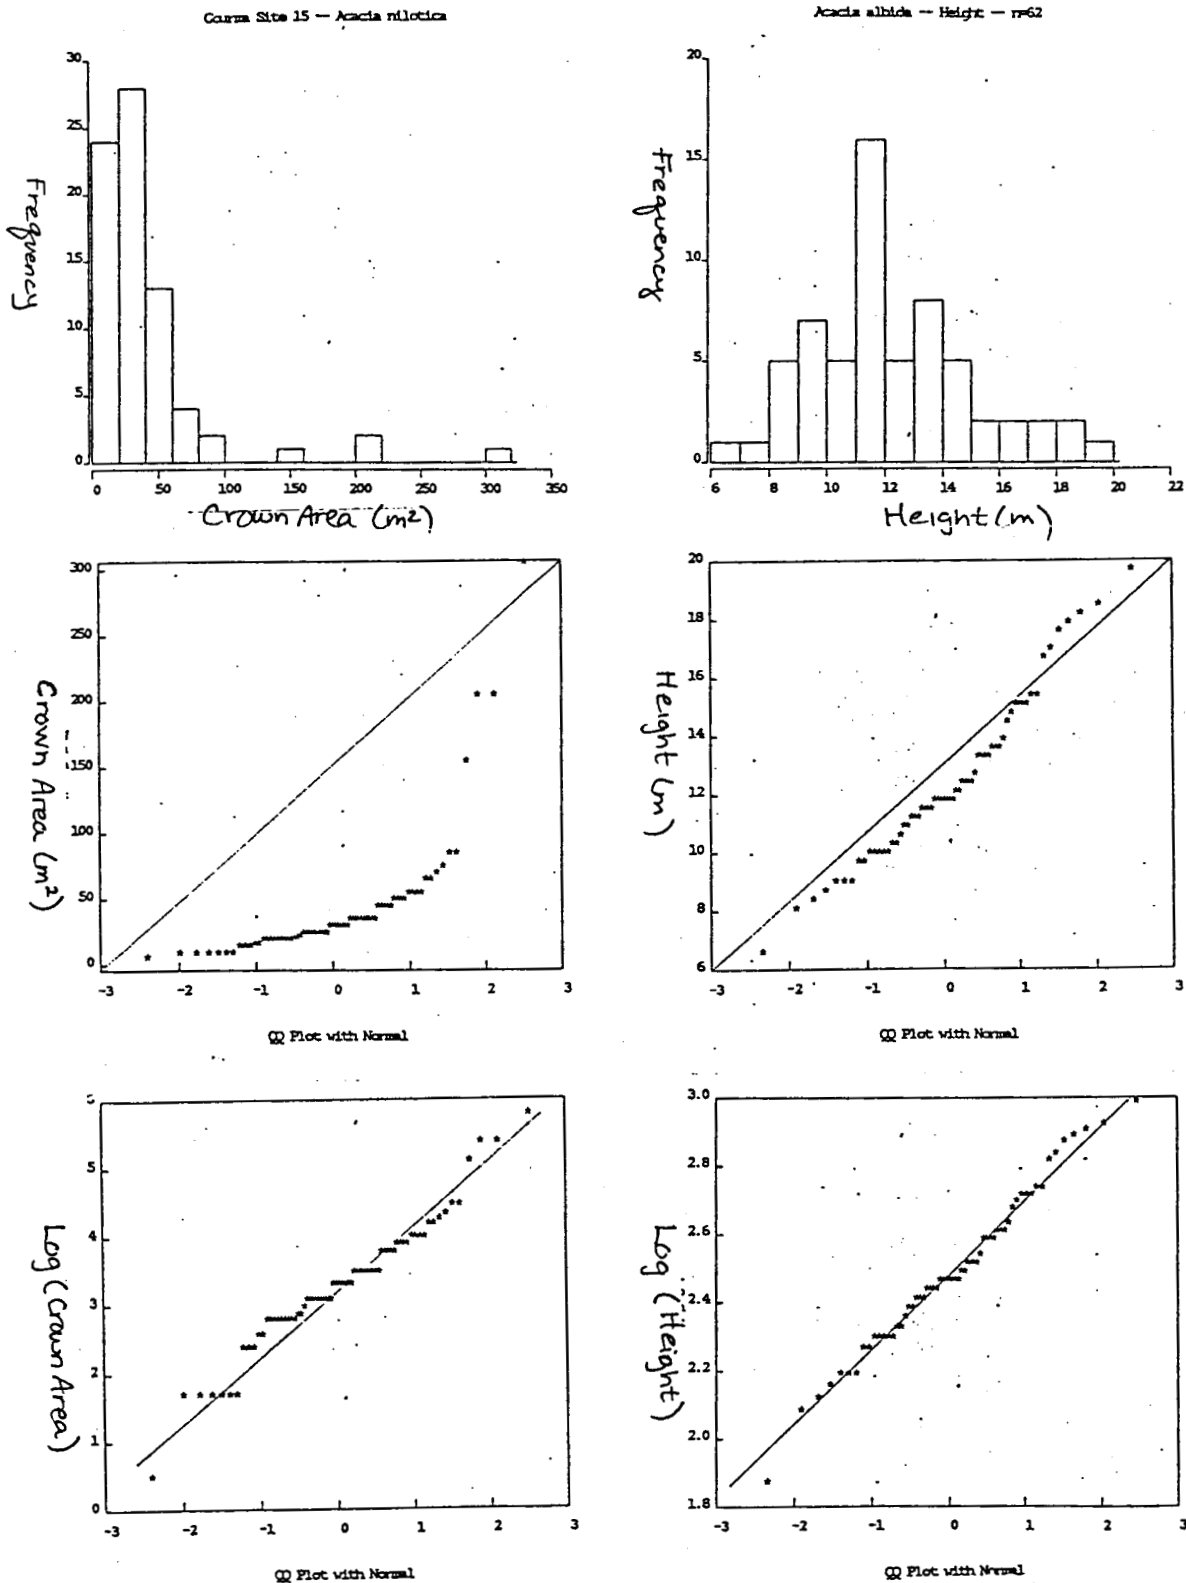 Gourma Site 15 -- Acacia nilotica
30
25
20
15
10
5
0
Frequency
0 50 100 150 200 250 300 350
Crown Area (m²)
Acacia albida -- Height -- n=62
20
15
10
5
0
Frequency
6 8 10 12 14 16 18 20 22
Height (m)
300
250
200
150
100
50
0
Crown Area (m²)
-3 -2 -1 0 1 2 3
QQ Plot with Normal
20
18
16
14
12
10
8
6
Height (m)
-3 -2 -1 0 1 2 3
QQ Plot with Normal
6
5
4
3
2
1
0
Log (Crown Area)
-3 -2 -1 0 1 2 3
QQ Plot with Normal
3.0
2.8
2.6
2.4
2.2
2.0
1.8
Log (Height)
-3 -2 -1 0 1 2 3
QQ Plot with Normal